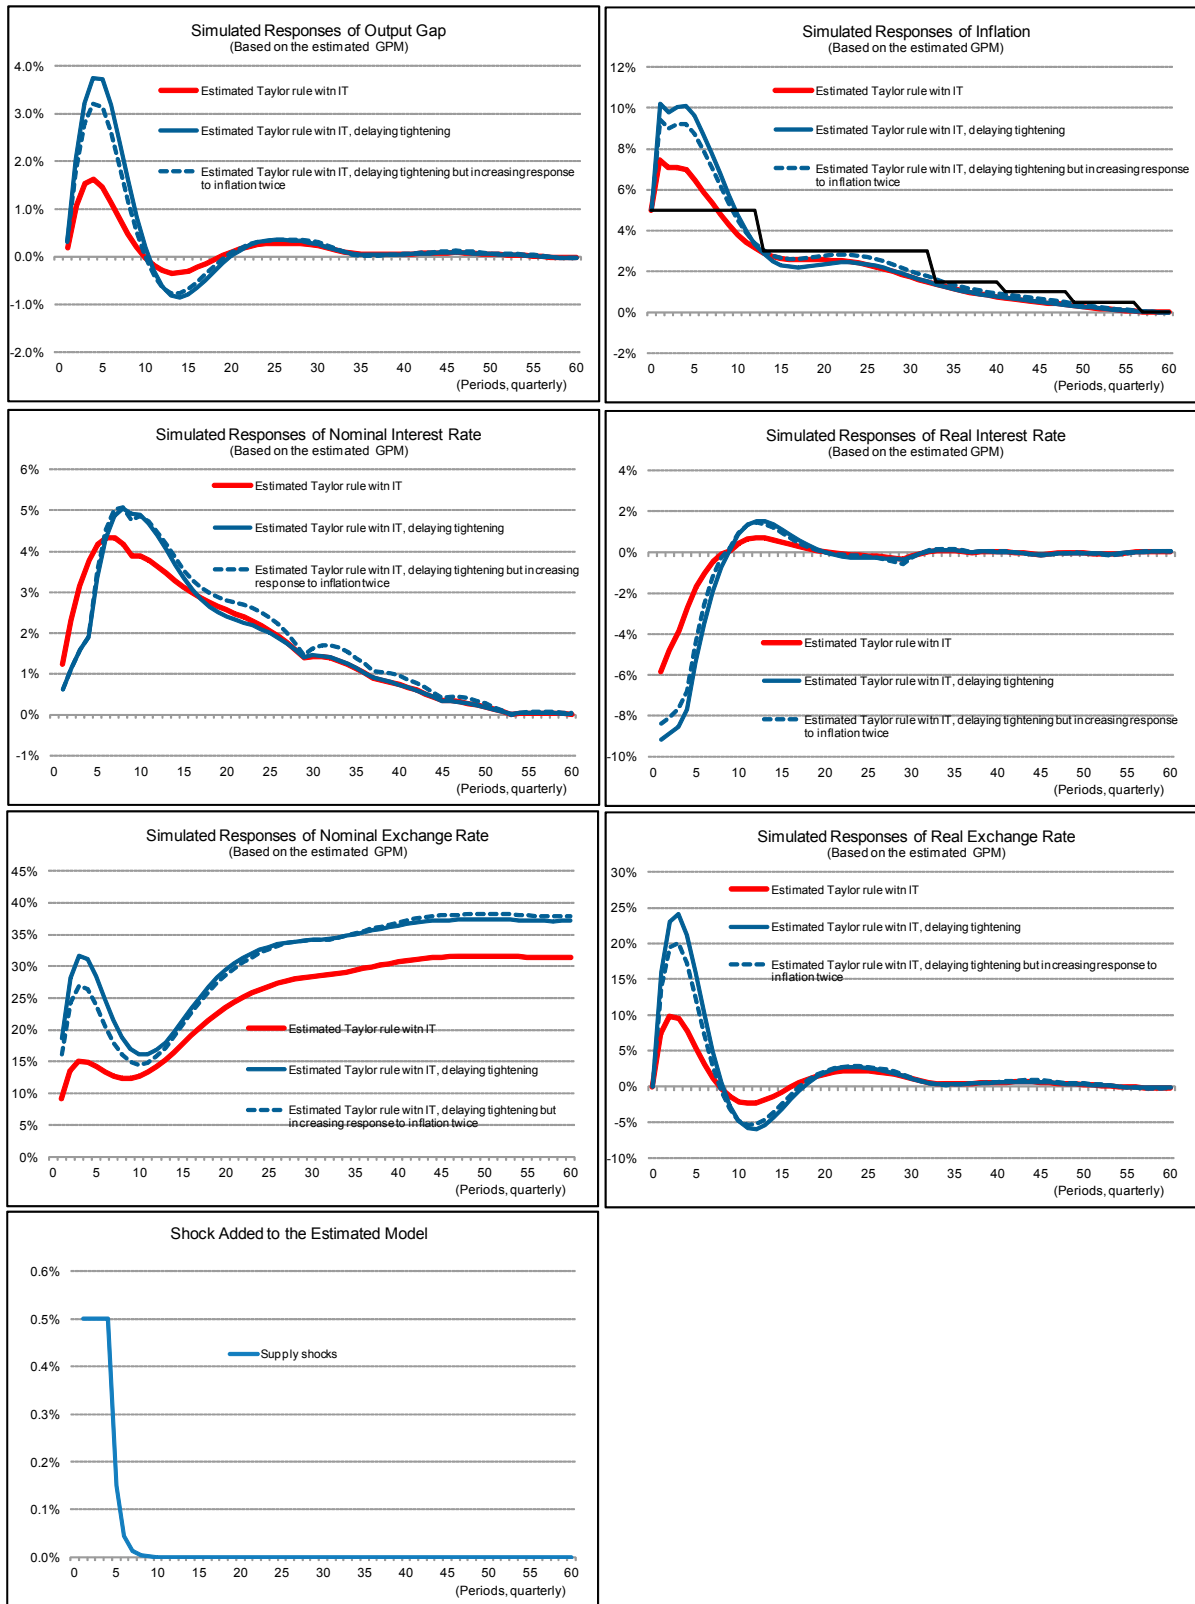 Simulated Responses of Output Gap
(Based on the estimated GPM)
4.0%
3.0%
2.0%
1.0%
0.0%
-1.0%
-2.0%
Estimated Taylor rule witn IT
Estimated Taylor rule witn IT, delaying tightening
Estimated Taylor rule witn IT, delaying tightening but increasing response
to inflation twice
0 5 10 15 20 25 30 35 40 45 50 55 60
(Periods, quarterly)
Simulated Responses of Inflation
(Based on the estimated GPM)
12%
10%
8%
6%
4%
2%
0%
-2%
Estimated Taylor rule witn IT
Estimated Taylor rule witn IT, delaying tightening
Estimated Taylor rule witn IT, delaying tightening but increasing response
to inflation twice
0 5 10 15 20 25 30 35 40 45 50 55 60
(Periods, quarterly)
Simulated Responses of Nominal Interest Rate
(Based on the estimated GPM)
6%
5%
4%
3%
2%
1%
0%
-1%
Estimated Taylor rule witn IT
Estimated Taylor rule witn IT, delaying tightening
Estimated Taylor rule witn IT, delaying tightening but increasing
response to inflation twice
0 5 10 15 20 25 30 35 40 45 50 55 60
(Periods, quarterly)
Simulated Responses of Real Interest Rate
(Based on the estimated GPM)
4%
2%
0%
-2%
-4%
-6%
-8%
-10%
Estimated Taylor rule witn IT
Estimated Taylor rule witn IT, delaying tightening
Estimated Taylor rule witn IT, delaying tightening but increasing response
to inflation twice
0 5 10 15 20 25 30 35 40 45 50 55 60
(Periods, quarterly)
Simulated Responses of Nominal Exchange Rate
(Based on the estimated GPM)
45%
40%
35%
30%
25%
20%
15%
10%
5%
0%
Estimated Taylor rule witn IT
Estimated Taylor rule witn IT, delaying tightening
Estimated Taylor rule witn IT, delaying tightening but
increasing response to inflation twice
0 5 10 15 20 25 30 35 40 45 50 55 60
(Periods, quarterly)
Simulated Responses of Real Exchange Rate
(Based on the estimated GPM)
30%
25%
20%
15%
10%
5%
0%
-5%
-10%
Estimated Taylor rule witn IT
Estimated Taylor rule witn IT, delaying tightening
Estimated Taylor rule witn IT, delaying tightening but increasing response to
inflation twice
0 5 10 15 20 25 30 35 40 45 50 55 60
(Periods, quarterly)
Shock Added to the Estimated Model
0.6%
0.5%
0.4%
0.3%
0.2%
0.1%
0.0%
Supply shocks
0 5 10 15 20 25 30 35 40 45 50 55 60
(Periods, quarterly)